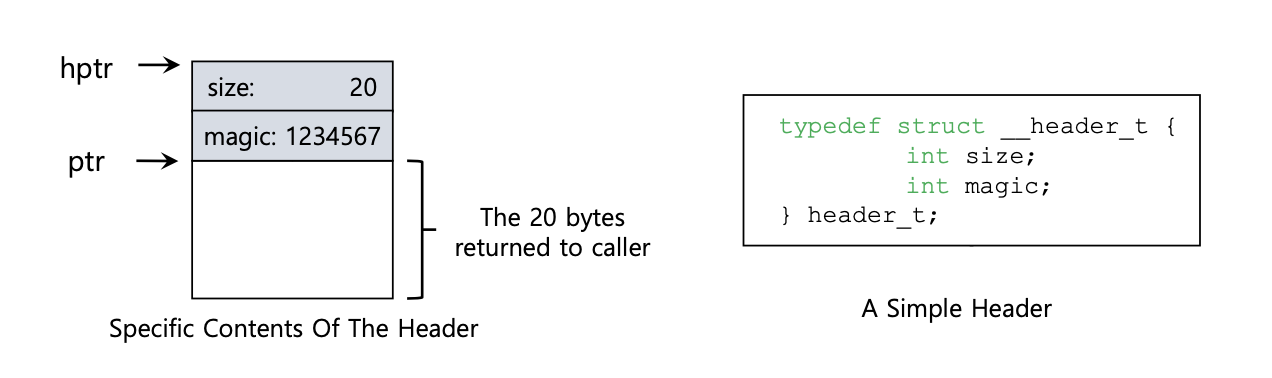 hptr
size: 20
magic: 1234567
ptr
The 20 bytes
returned to caller
Specific Contents Of The Header
typedef struct __header_t {
int size;
int magic;
} header_t;
A Simple Header